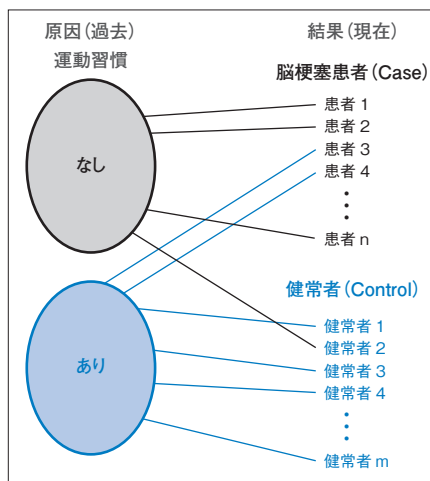 原因（過去）
運動習慣
なし
あり
結果（現在）
脳梗塞患者（Case）
患者 1
患者 2
患者 3
患者 4
・
・
・
患者 n
健常者（Control）
健常者 1
健常者 2
健常者 3
健常者 4
・
・
・
健常者 m